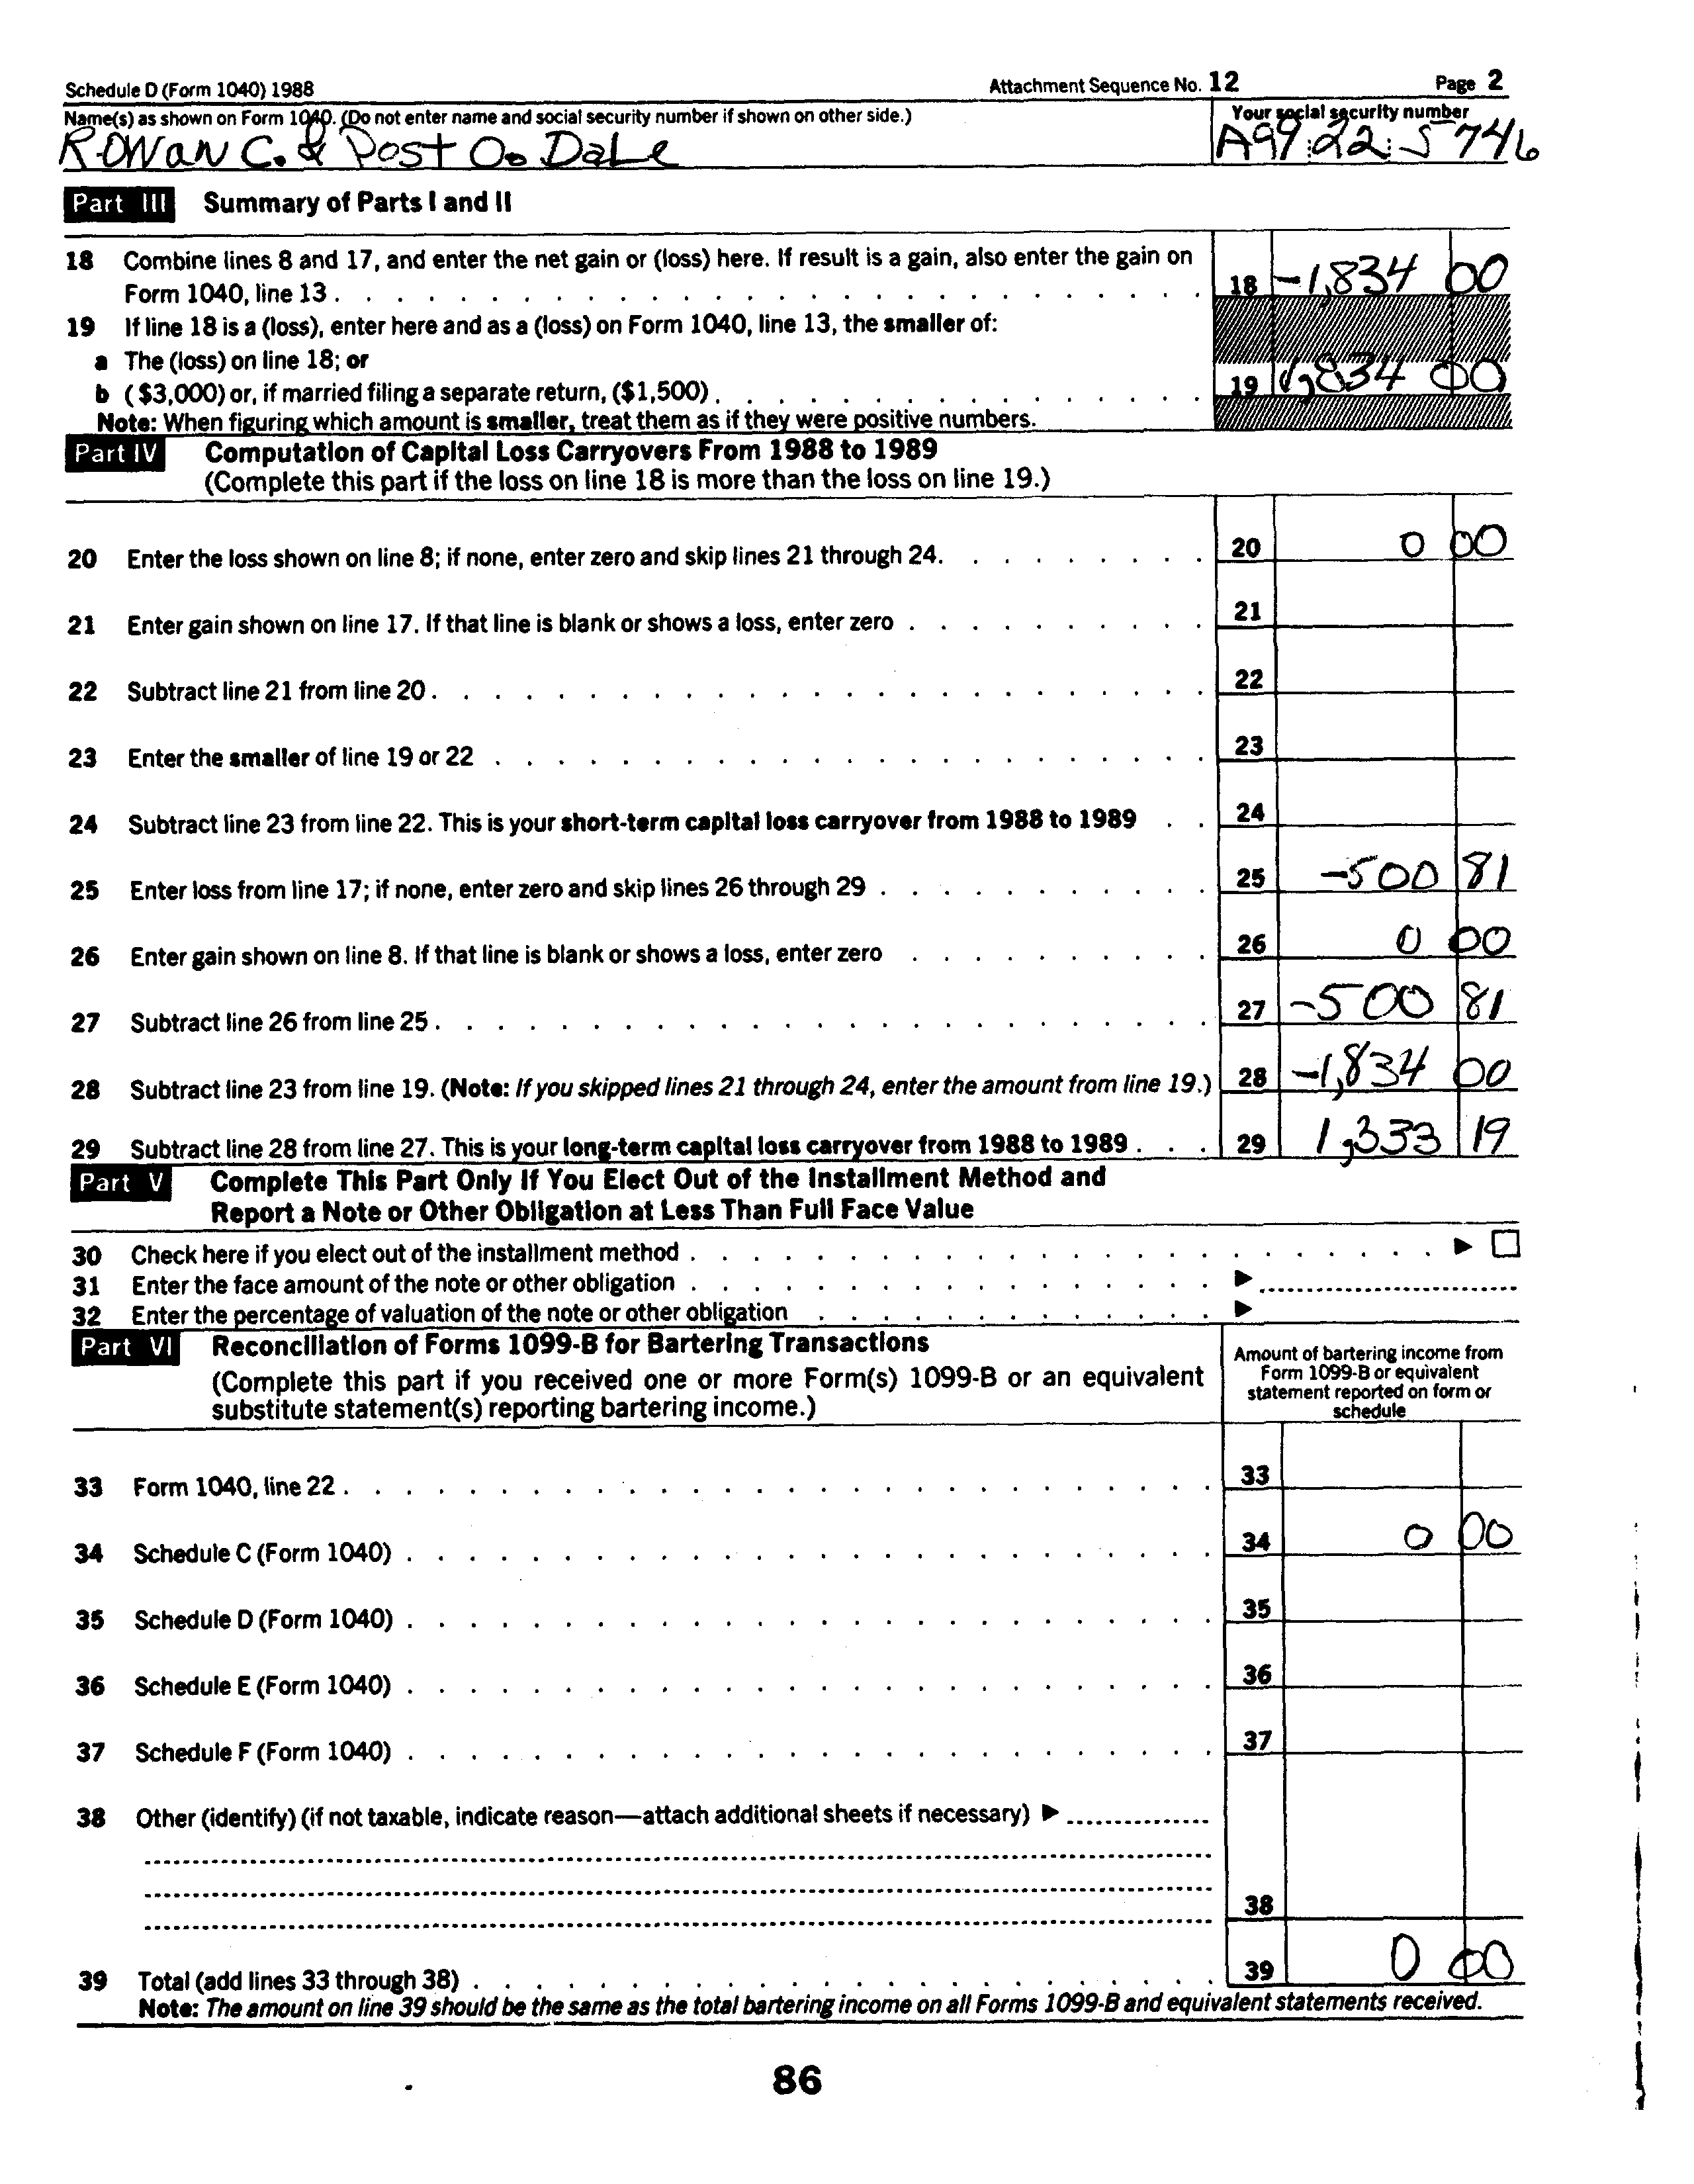 Schedule D (Form 1040) 1988 Attachment Sequence No. 12 Page 2
Name(s) as shown on Form 1040. (Do not enter name and social security number if shown on other side.) Your social security number
ROWAN C. & Post O. DaLe A99:22:5746
Part III Summary of Parts I and II
18 Combine lines 8 and 17, and enter the net gain or (loss) here. If result is a gain, also enter the gain on
Form 1040, line 13 . . . . 18 -1,834 00
19 If line 18 is a (loss), enter here and as a (loss) on Form 1040, line 13, the smaller of:
a The (loss) on line 18; or
b ($3,000) or, if married filing a separate return, ($1,500) . . . . 19 1,834 00
Note: When figuring which amount is smaller, treat them as if they were positive numbers.
Part IV Computation of Capital Loss Carryovers From 1988 to 1989
(Complete this part if the loss on line 18 is more than the loss on line 19.)
20 Enter the loss shown on line 8; if none, enter zero and skip lines 21 through 24. . . . . 20 0 00
21 Enter gain shown on line 17. If that line is blank or shows a loss, enter zero . . . . 21
22 Subtract line 21 from line 20 . . . . 22
23 Enter the smaller of line 19 or 22 . . . . 23
24 Subtract line 23 from line 22. This is your short-term capital loss carryover from 1988 to 1989 . . 24
25 Enter loss from line 17; if none, enter zero and skip lines 26 through 29 . . . . 25 -500 81
26 Enter gain shown on line 8. If that line is blank or shows a loss, enter zero . . . . 26 0 00
27 Subtract line 26 from line 25 . . . . 27 -500 81
28 Subtract line 23 from line 19. (Note: If you skipped lines 21 through 24, enter the amount from line 19.) 28 -1,834 00
29 Subtract line 28 from line 27. This is your long-term capital loss carryover from 1988 to 1989 . . . 29 1,333 19
Part V Complete This Part Only If You Elect Out of the Installment Method and
Report a Note or Other Obligation at Less Than Full Face Value
30 Check here if you elect out of the installment method . . . . ▶ ☐
31 Enter the face amount of the note or other obligation . . . . ▶
32 Enter the percentage of valuation of the note or other obligation . . . . ▶
Part VI Reconciliation of Forms 1099-B for Bartering Transactions
(Complete this part if you received one or more Form(s) 1099-B or an equivalent
substitute statement(s) reporting bartering income.)
Amount of bartering income from
Form 1099-B or equivalent
statement reported on form or
schedule
33 Form 1040, line 22 . . . . 33
34 Schedule C (Form 1040) . . . . 34 0 00
35 Schedule D (Form 1040) . . . . 35
36 Schedule E (Form 1040) . . . . 36
37 Schedule F (Form 1040) . . . . 37
38 Other (identify) (if not taxable, indicate reason—attach additional sheets if necessary) ▶
38
39 Total (add lines 33 through 38) . . . . 39 0 00
Note: The amount on line 39 should be the same as the total bartering income on all Forms 1099-B and equivalent statements received.
86